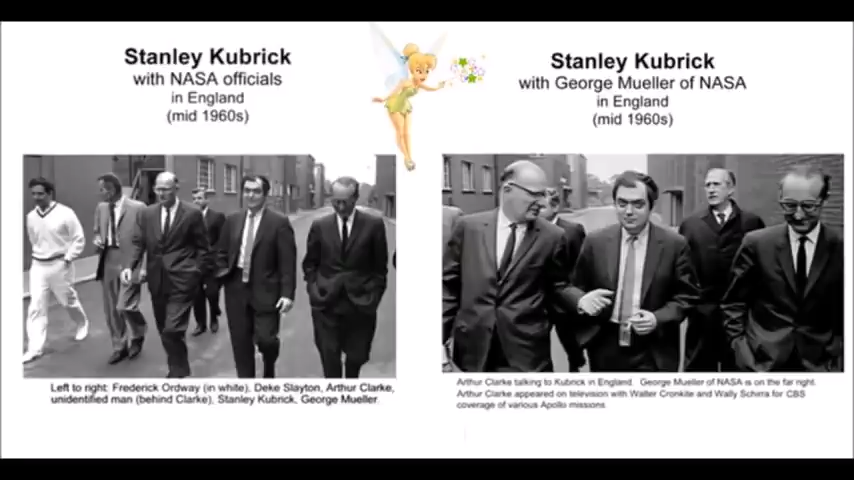 Stanley Kubrick
with NASA officials
in England
(mid 1960s)
Left to right: Frederick Ordway (in white), Deke Slayton, Arthur Clarke,
unidentified man (behind Clarke), Stanley Kubrick, George Mueller.
Stanley Kubrick
with George Mueller of NASA
in England
(mid 1960s)
Arthur Clarke talking to Kubrick in England. George Mueller of NASA is on the far right.
Arthur Clarke appeared on television with Walter Cronkite and Wally Schirra for CBS
coverage of various Apollo missions.